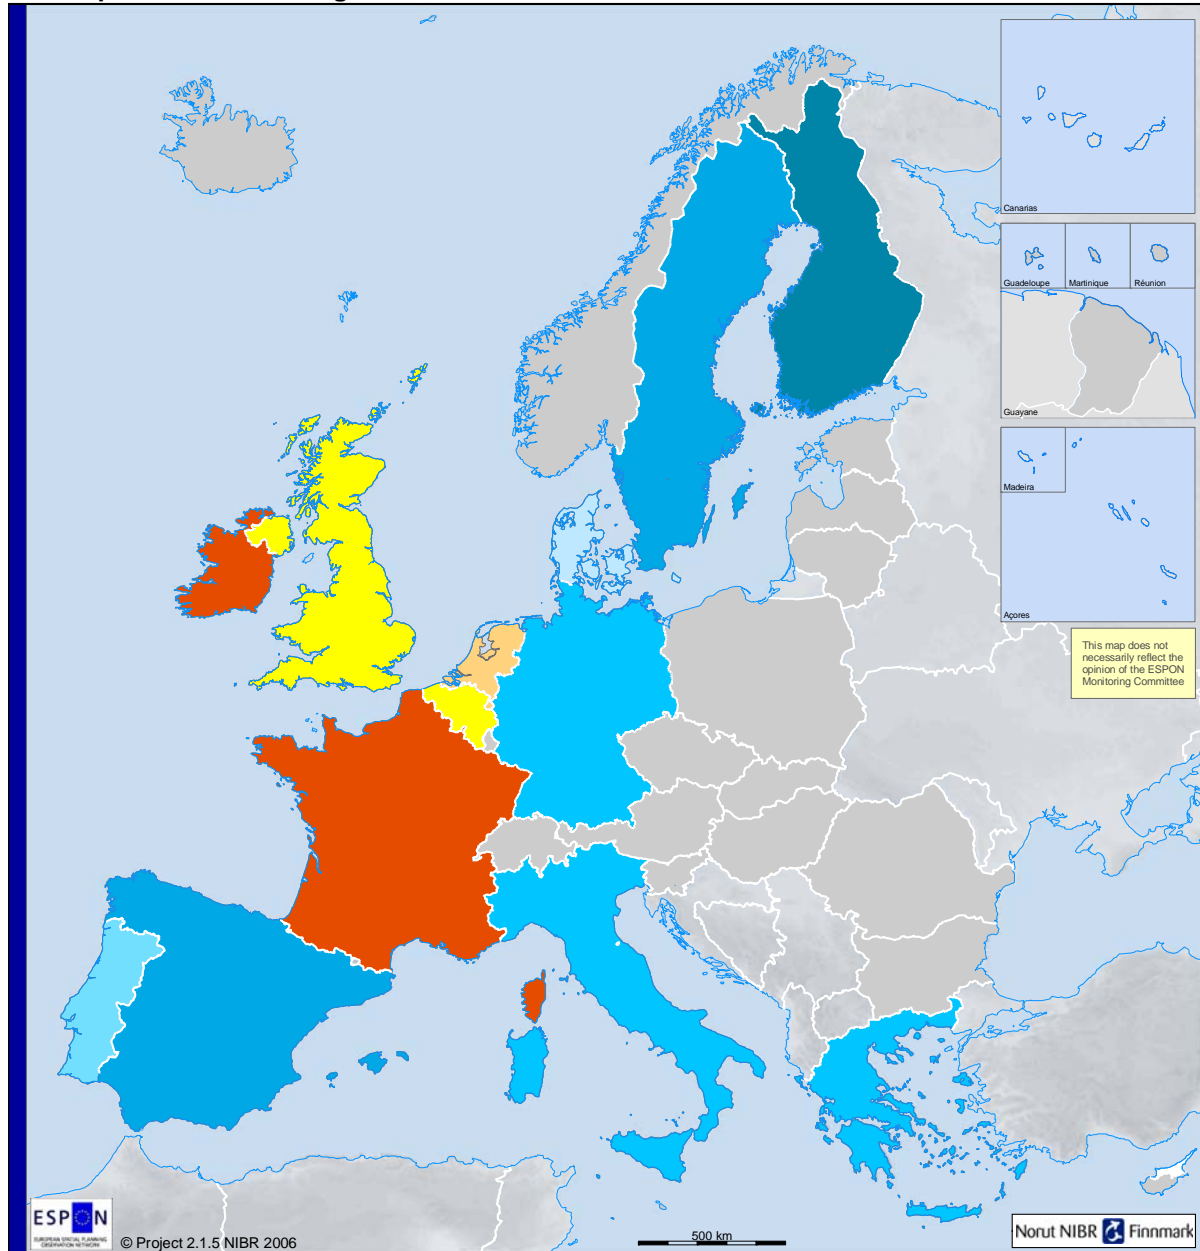 Canarias
Guadeloupe
Martinique
Réunion
Guayane
Madeira
Açores
This map does not
necessarily reflect the
opinion of the ESPON
Monitoring Committee
ESPON
EUROPEAN SPATIAL PLANNING
OBSERVATION NETWORK
© Project 2.1.5 NIBR 2006
500 km
Norut NIBR Finnmark